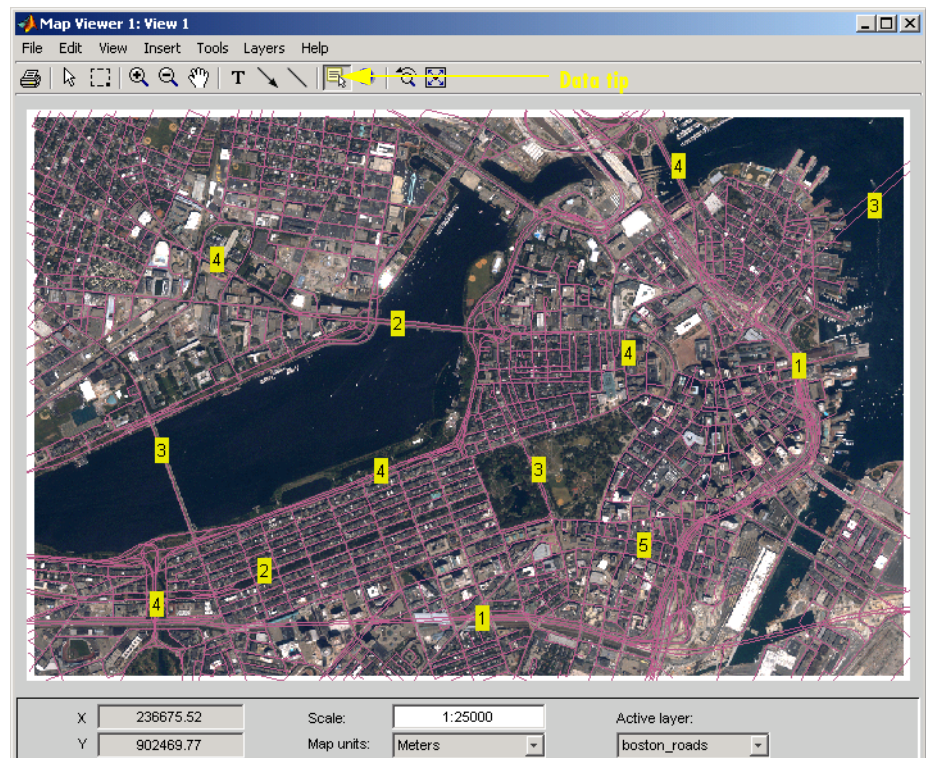 Map Viewer 1: View 1
File Edit View Insert Tools Layers Help
T Data tip
4
3
4
2
4
1
3
4
3
5
2
4
1
X 236675.52 Scale: 1:25000 Active layer:
Y 902469.77 Map units: Meters boston_roads